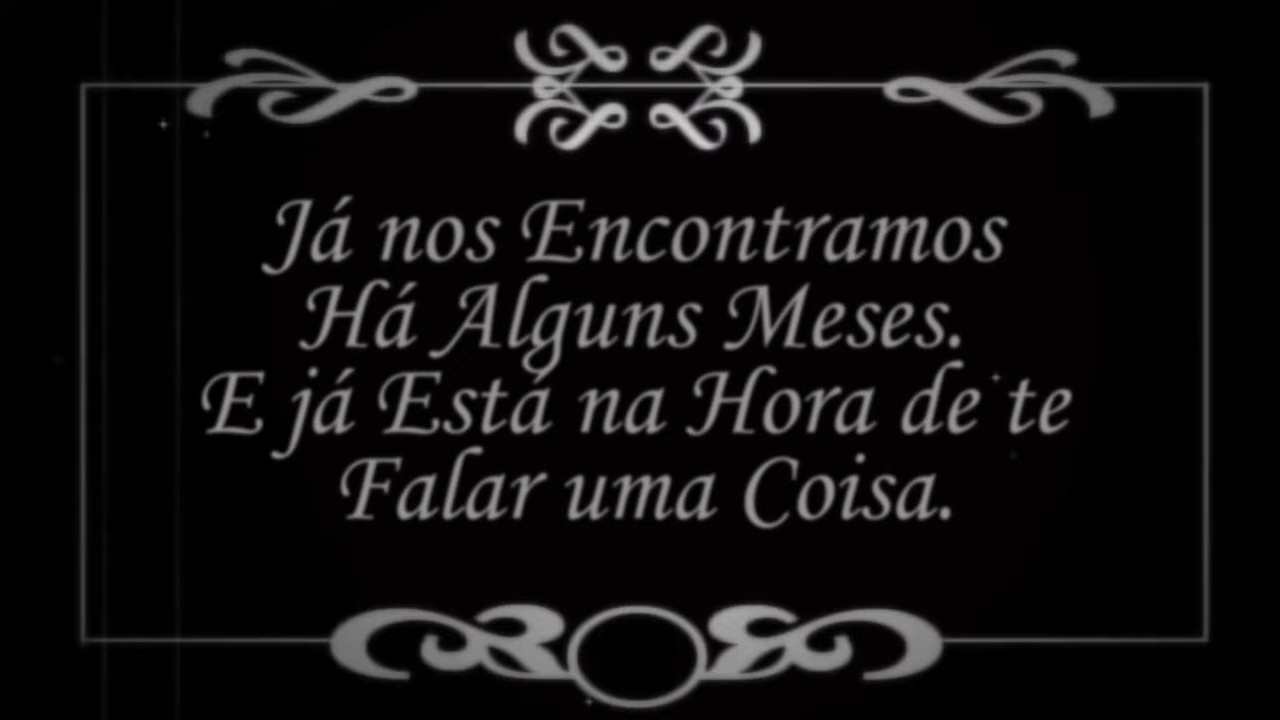 Já nos Encontramos
Há Alguns Meses.
E já Está na Hora de te
Falar uma Coisa.